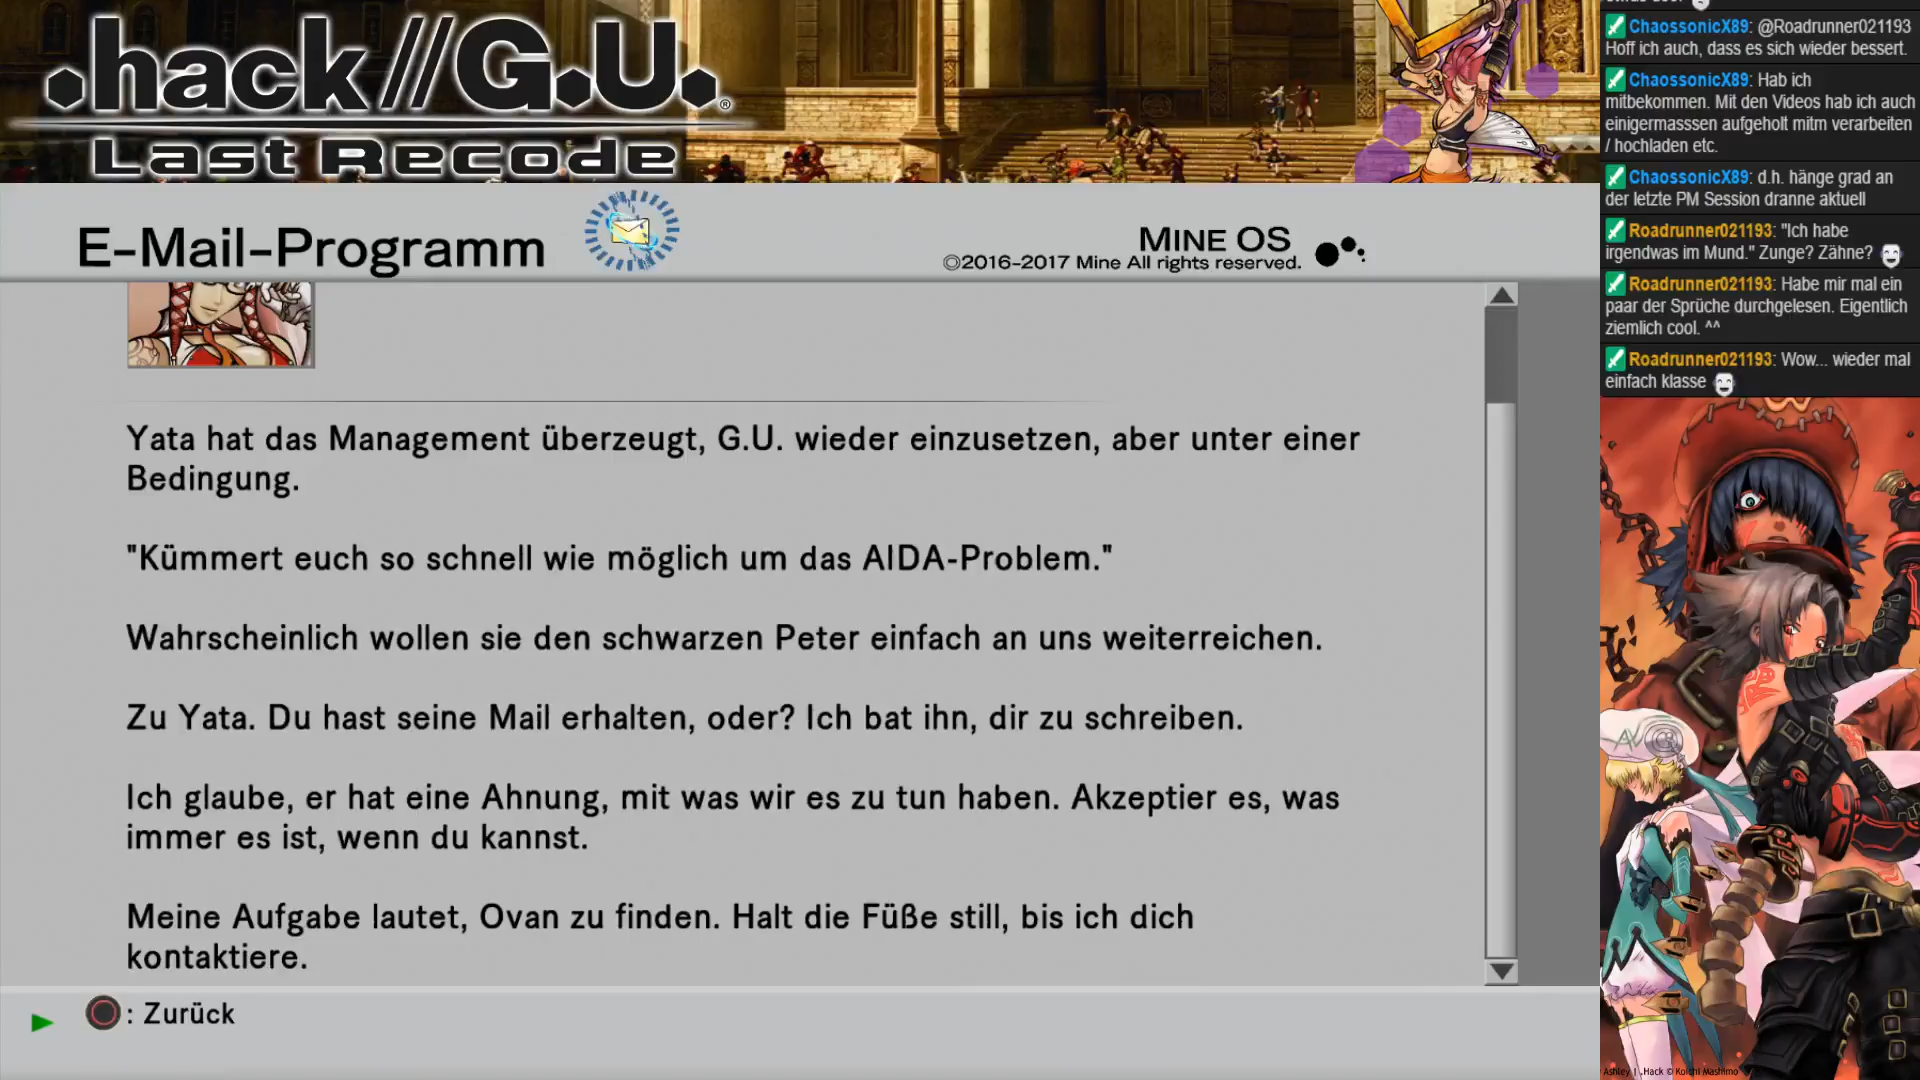 .hack//G.U.®
Last Recode
E-Mail-Programm
MINE OS
©2016-2017 Mine All rights reserved.
Yata hat das Management überzeugt, G.U. wieder einzusetzen, aber unter einer
Bedingung.
"Kümmert euch so schnell wie möglich um das AIDA-Problem."
Wahrscheinlich wollen sie den schwarzen Peter einfach an uns weiterreichen.
Zu Yata. Du hast seine Mail erhalten, oder? Ich bat ihn, dir zu schreiben.
Ich glaube, er hat eine Ahnung, mit was wir es zu tun haben. Akzeptier es, was
immer es ist, wenn du kannst.
Meine Aufgabe lautet, Ovan zu finden. Halt die Füße still, bis ich dich
kontaktiere.
: Zurück
ChaossonicX89: @Roadrunner021193
Hoff ich auch, dass es sich wieder bessert.
ChaossonicX89: Hab ich
mitbekommen. Mit den Videos hab ich auch
einigermasssen aufgeholt mitm verarbeiten
/ hochladen etc.
ChaossonicX89: d.h. hänge grad an
der letzte PM Session dranne aktuell
Roadrunner021193: "Ich habe
irgendwas im Mund." Zunge? Zähne?
Roadrunner021193: Habe mir mal ein
paar der Sprüche durchgelesen. Eigentlich
ziemlich cool. ^^
Roadrunner021193: Wow... wieder mal
einfach klasse
Ashley | .Hack © Koichi Mashimo